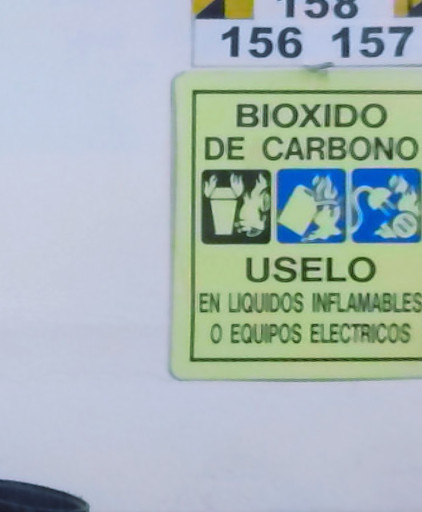 158
156 157
BIOXIDO
DE CARBONO
USELO
EN LIQUIDOS INFLAMABLES
O EQUIPOS ELECTRICOS